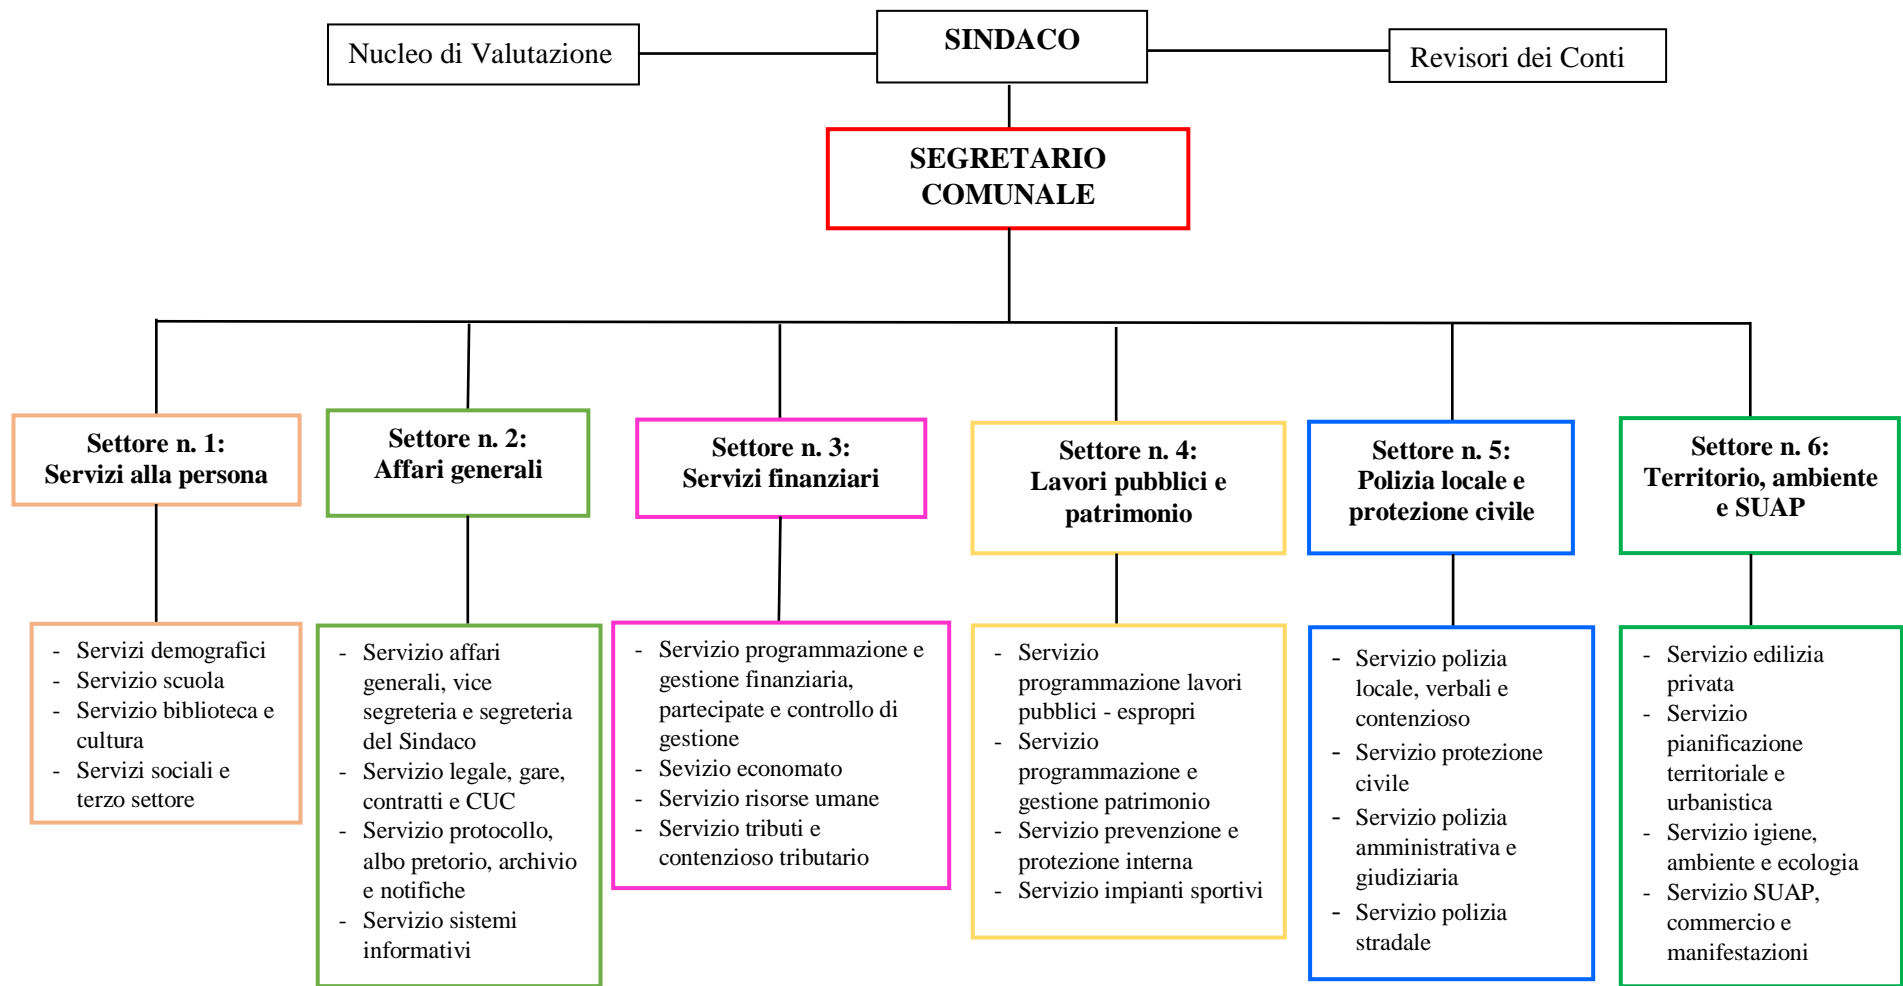 Nucleo di Valutazione
SINDACO
Revisori dei Conti
SEGRETARIO
COMUNALE
Settore n. 1:
Servizi alla persona
Settore n. 2:
Affari generali
Settore n. 3:
Servizi finanziari
Settore n. 4:
Lavori pubblici e
patrimonio
Settore n. 5:
Polizia locale e
protezione civile
Settore n. 6:
Territorio, ambiente
e SUAP
- Servizi demografici
- Servizio scuola
- Servizio biblioteca e
cultura
- Servizi sociali e
terzo settore
- Servizio affari
generali, vice
segreteria e segreteria
del Sindaco
- Servizio legale, gare,
contratti e CUC
- Servizio protocollo,
albo pretorio, archivio
e notifiche
- Servizio sistemi
informativi
- Servizio programmazione e
gestione finanziaria,
partecipate e controllo di
gestione
- Sevizio economato
- Servizio risorse umane
- Servizio tributi e
contenzioso tributario
- Servizio
programmazione lavori
pubblici - espropri
- Servizio
programmazione e
gestione patrimonio
- Servizio prevenzione e
protezione interna
- Servizio impianti sportivi
- Servizio polizia
locale, verbali e
contenzioso
- Servizio protezione
civile
- Servizio polizia
amministrativa e
giudiziaria
- Servizio polizia
stradale
- Servizio edilizia
privata
- Servizio
pianificazione
territoriale e
urbanistica
- Servizio igiene,
ambiente e ecologia
- Servizio SUAP,
commercio e
manifestazioni